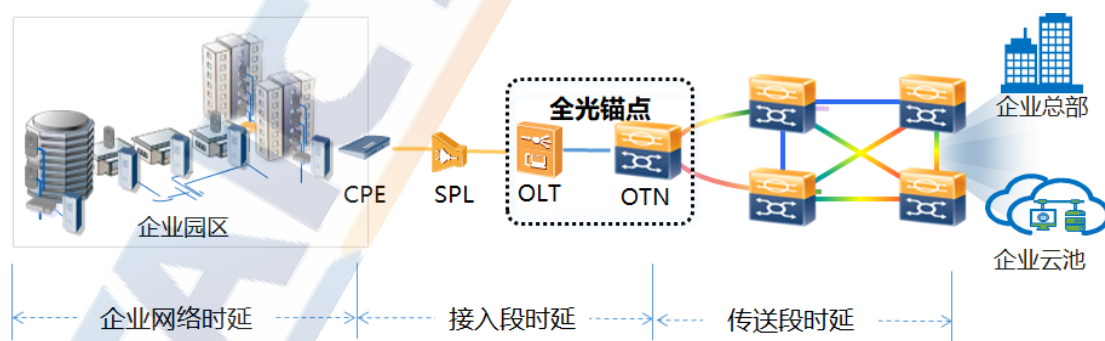 企业总部
全光锚点
CPE
SPL
OLT
OTN
企业园区
企业云池
企业网络时延
接入段时延
传送段时延